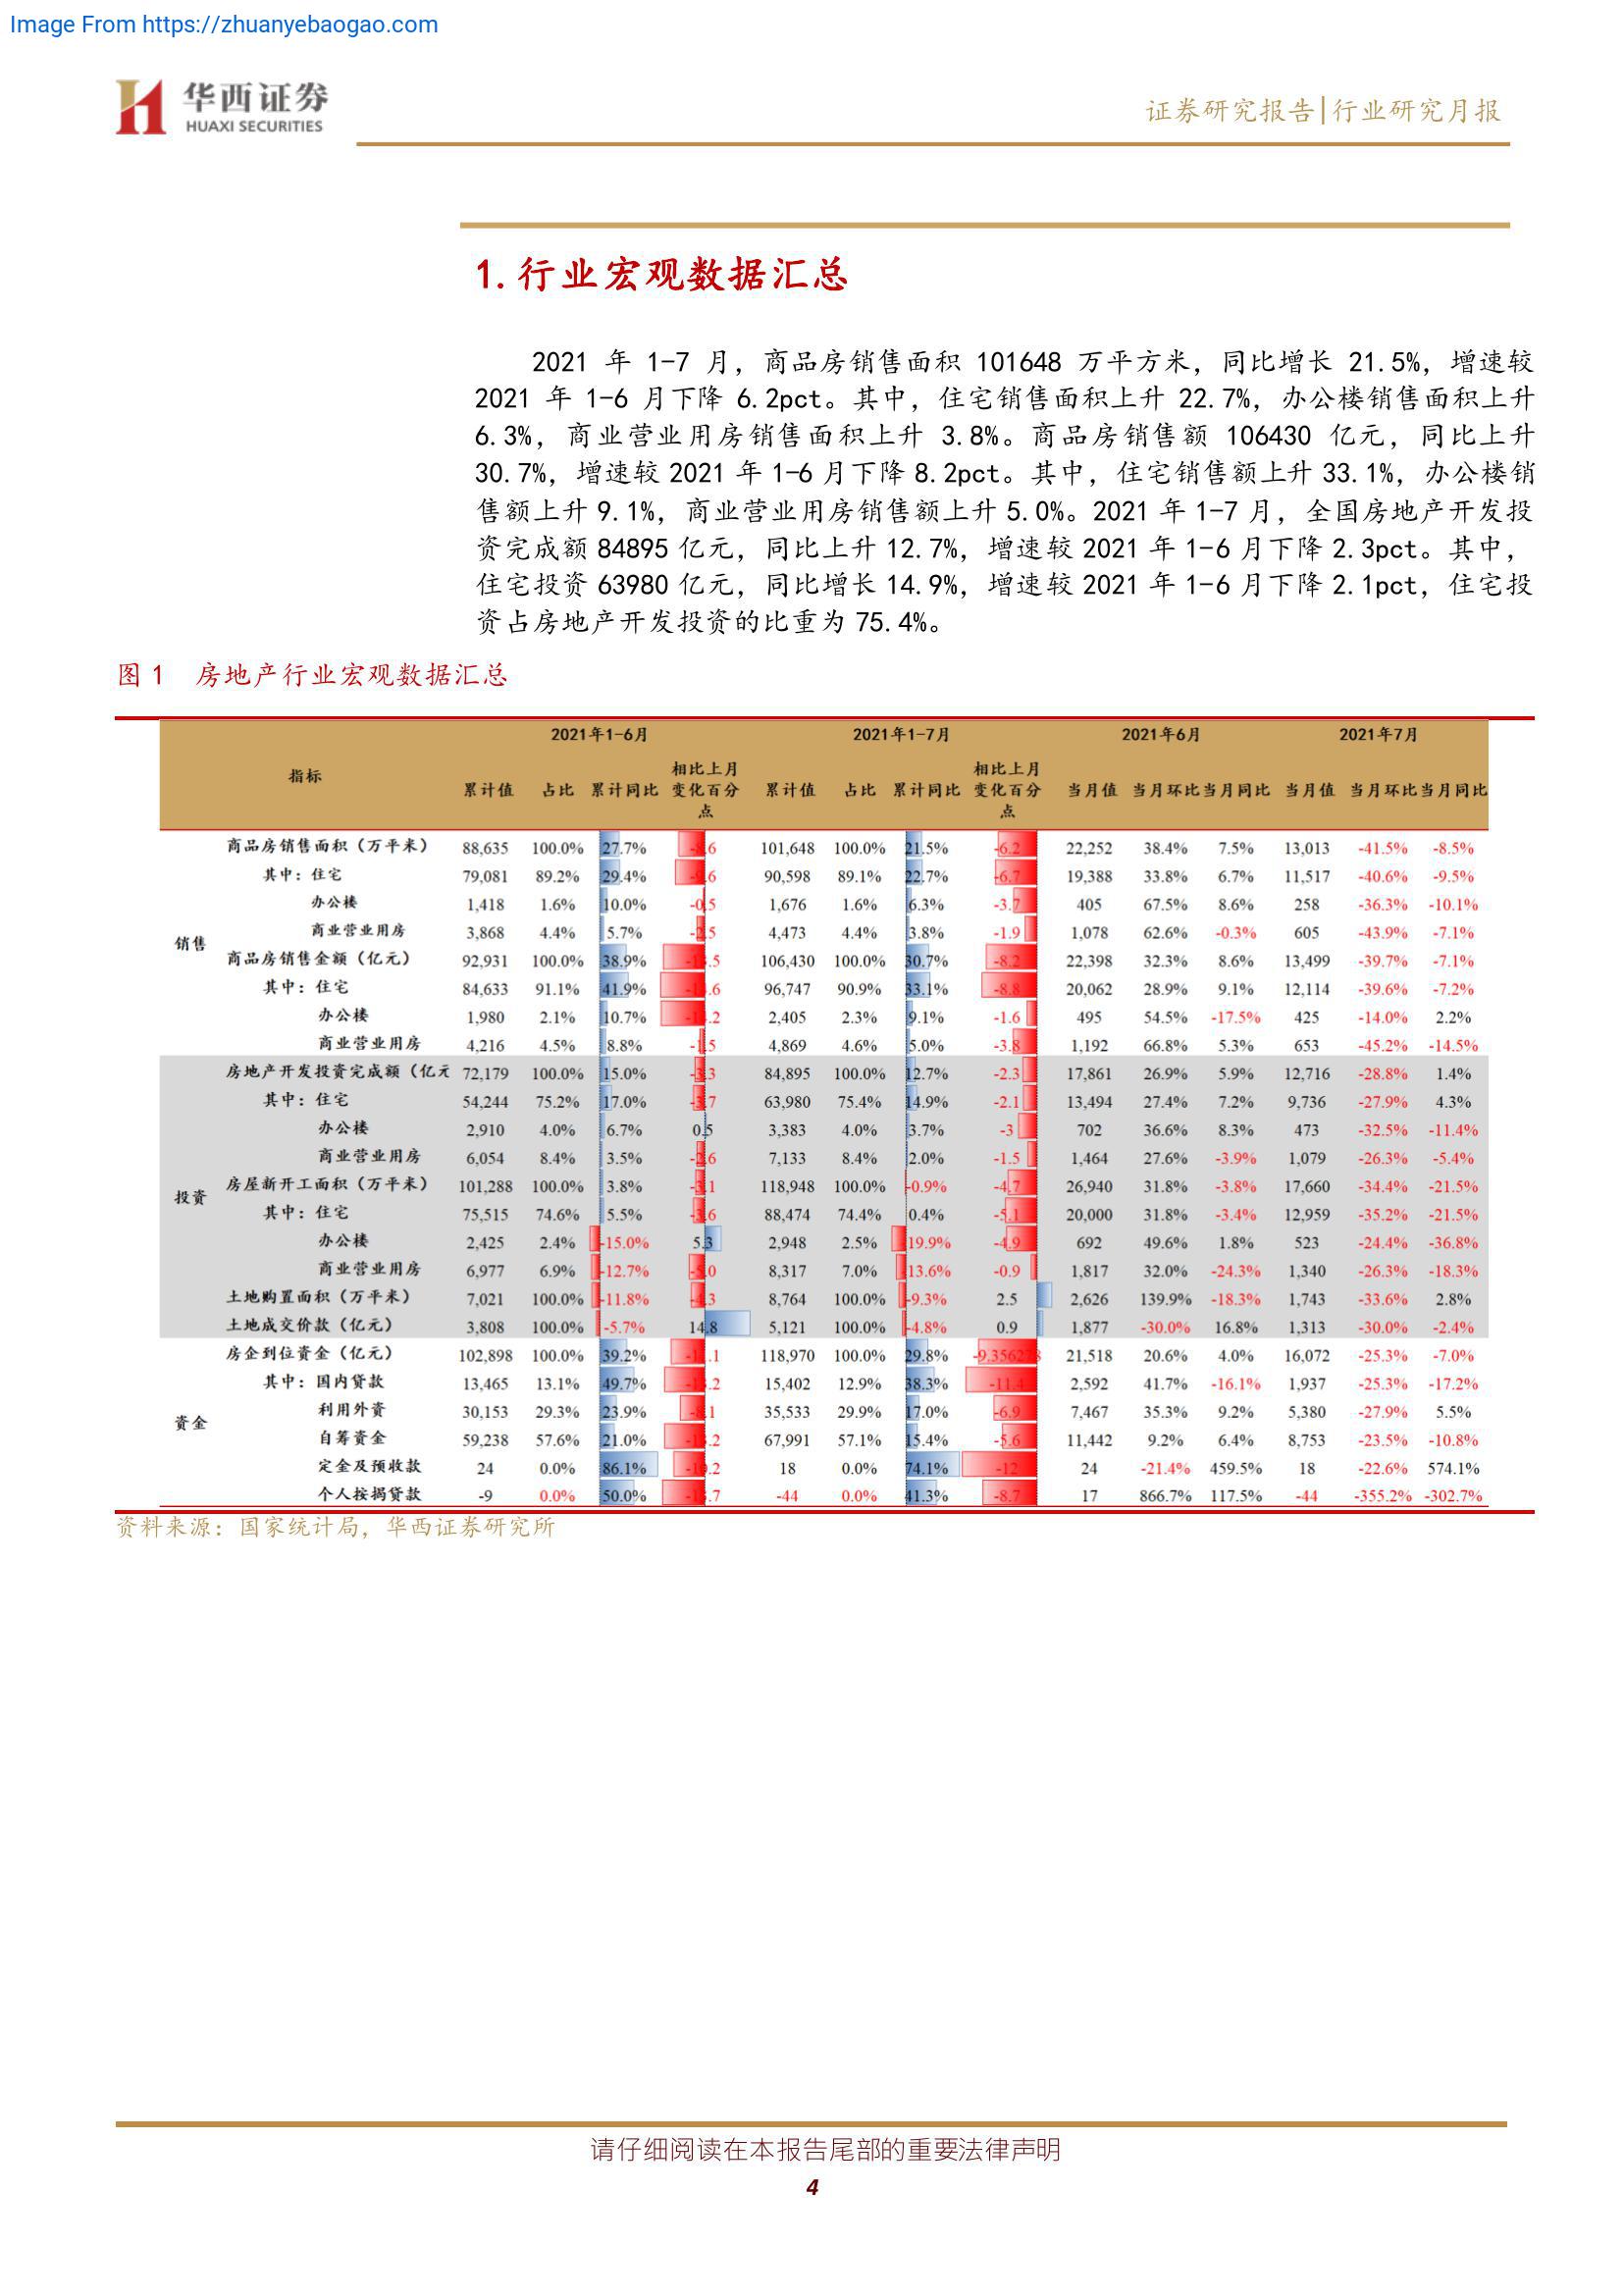 Image From https://zhuanyebaogao.com
华西证券
HUAXI SECURITIES
证券研究报告|行业研究月报
1. 行业宏观数据汇总
2021 年 1-7 月，商品房销售面积 101648 万平方米，同比增长 21.5%，增速较
2021 年 1-6 月下降 6.2pct。其中，住宅销售面积上升 22.7%，办公楼销售面积上升
6.3%，商业营业用房销售面积上升 3.8%。商品房销售额 106430 亿元，同比上升
30.7%，增速较 2021 年 1-6 月下降 8.2pct。其中，住宅销售额上升 33.1%，办公楼销
售额上升 9.1%，商业营业用房销售额上升 5.0%。2021 年 1-7 月，全国房地产开发投
资完成额 84895 亿元，同比上升 12.7%，增速较 2021 年 1-6 月下降 2.3pct。其中，
住宅投资 63980 亿元，同比增长 14.9%，增速较 2021 年 1-6 月下降 2.1pct，住宅投
资占房地产开发投资的比重为 75.4%。
图 1 房地产行业宏观数据汇总
2021年1-6月 2021年1-7月 2021年6月 2021年7月
指标 累计值 占比 累计同比 相比上月变化百分点 累计值 占比 累计同比 相比上月变化百分点 当月值 当月环比 当月同比 当月值 当月环比 当月同比
销售
商品房销售面积（万平米） 88,635 100.0% 27.7% 101,648 100.0% 21.5% -6.2 22,252 38.4% 7.5% 13,013 -41.5% -8.5%
其中：住宅 79,081 89.2% 29.4% 90,598 89.1% 22.7% -6.7 19,388 33.8% 6.7% 11,517 -40.6% -9.5%
办公楼 1,418 1.6% 10.0% -0.5 1,676 1.6% 6.3% -3.7 405 67.5% 8.6% 258 -36.3% -10.1%
商业营业用房 3,868 4.4% 5.7% 4,473 4.4% 3.8% -1.9 1,078 62.6% -0.3% 605 -43.9% -7.1%
商品房销售金额（亿元） 92,931 100.0% 38.9% 106,430 100.0% 30.7% -8.2 22,398 32.3% 8.6% 13,499 -39.7% -7.1%
其中：住宅 84,633 91.1% 41.9% 96,747 90.9% 33.1% -8.8 20,062 28.9% 9.1% 12,114 -39.6% -7.2%
办公楼 1,980 2.1% 10.7% 2,405 2.3% 9.1% -1.6 495 54.5% -17.5% 425 -14.0% 2.2%
商业营业用房 4,216 4.5% 8.8% -1.5 4,869 4.6% 5.0% -3.8 1,192 66.8% 5.3% 653 -45.2% -14.5%
投资
房地产开发投资完成额（亿元 72,179 100.0% 15.0% -3.3 84,895 100.0% 12.7% -2.3 17,861 26.9% 5.9% 12,716 -28.8% 1.4%
其中：住宅 54,244 75.2% 17.0% -3.7 63,980 75.4% 14.9% -2.1 13,494 27.4% 7.2% 9,736 -27.9% 4.3%
办公楼 2,910 4.0% 6.7% 0.5 3,383 4.0% 3.7% -3 702 36.6% 8.3% 473 -32.5% -11.4%
商业营业用房 6,054 8.4% 3.5% -2.6 7,133 8.4% 2.0% -1.5 1,464 27.6% -3.9% 1,079 -26.3% -5.4%
房屋新开工面积（万平米） 101,288 100.0% 3.8% -3.1 118,948 100.0% -0.9% -4.7 26,940 31.8% -3.8% 17,660 -34.4% -21.5%
其中：住宅 75,515 74.6% 5.5% -3.6 88,474 74.4% 0.4% -5.1 20,000 31.8% -3.4% 12,959 -35.2% -21.5%
办公楼 2,425 2.4% -15.0% 5.3 2,948 2.5% -19.9% -4.9 692 49.6% 1.8% 523 -24.4% -36.8%
商业营业用房 6,977 6.9% -12.7% -5.0 8,317 7.0% -13.6% -0.9 1,817 32.0% -24.3% 1,340 -26.3% -18.3%
土地购置面积（万平米） 7,021 100.0% -11.8% -4.3 8,764 100.0% -9.3% 2.5 2,626 139.9% -18.3% 1,743 -33.6% 2.8%
土地成交价款（亿元） 3,808 100.0% -5.7% 14.8 5,121 100.0% -4.8% 0.9 1,877 -30.0% 16.8% 1,313 -30.0% -2.4%
资金
房企到位资金（亿元） 102,898 100.0% 39.2% 118,970 100.0% 29.8% 21,518 20.6% 4.0% 16,072 -25.3% -7.0%
其中：国内贷款 13,465 13.1% 49.7% 15,402 12.9% 38.3% -11.4 2,592 41.7% -16.1% 1,937 -25.3% -17.2%
利用外资 30,153 29.3% 23.9% -8.1 35,533 29.9% 17.0% -6.9 7,467 35.3% 9.2% 5,380 -27.9% 5.5%
自筹资金 59,238 57.6% 21.0% 67,991 57.1% 15.4% -5.6 11,442 9.2% 6.4% 8,753 -23.5% -10.8%
定金及预收款 24 0.0% 86.1% 18 0.0% 74.1% -12 24 -21.4% 459.5% 18 -22.6% 574.1%
个人按揭贷款 -9 0.0% 50.0% -44 0.0% 41.3% -8.7 17 866.7% 117.5% -44 -355.2% -302.7%
资料来源：国家统计局，华西证券研究所
请仔细阅读在本报告尾部的重要法律声明
4